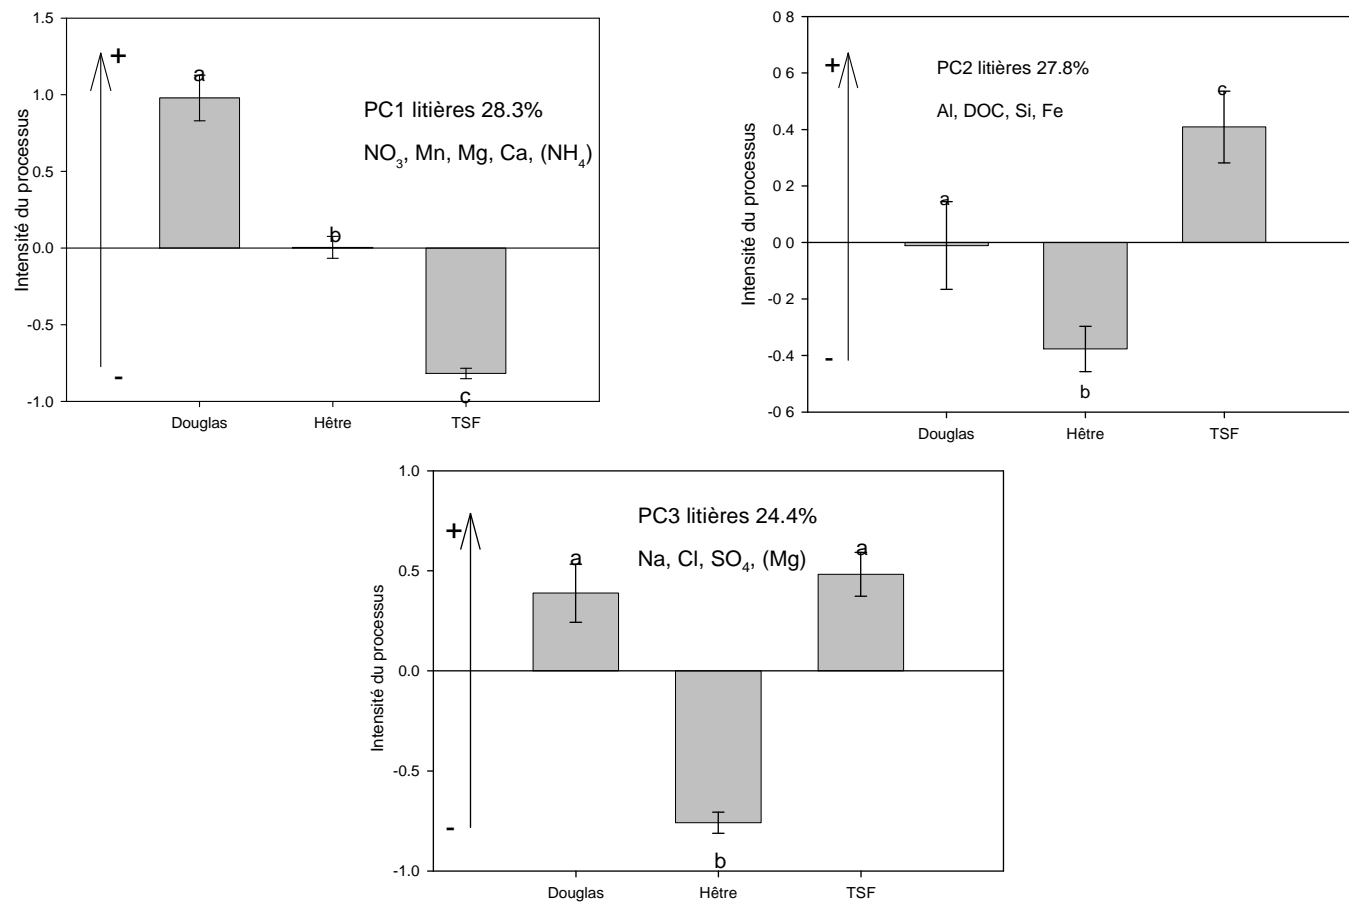 1.5
+
a
1.0
PC1 litières 28.3%
NO3, Mn, Mg, Ca, (NH4)
0.5
b
0.0
-0.5
-
c
-1.0
Intensité du processus
Douglas Hêtre TSF
0 8
PC2 litières 27.8%
+
0 6
c
Al, DOC, Si, Fe
0.4
a
0 2
0 0
-0.2
-
-0.4
b
-0 6
Intensité du processus
Douglas Hêtre TSF
1.0
PC3 litières 24.4%
+
a a
Na, Cl, SO4, (Mg)
0.5
0.0
-0.5
-
b
-1.0
Intensité du processus
Douglas Hêtre TSF